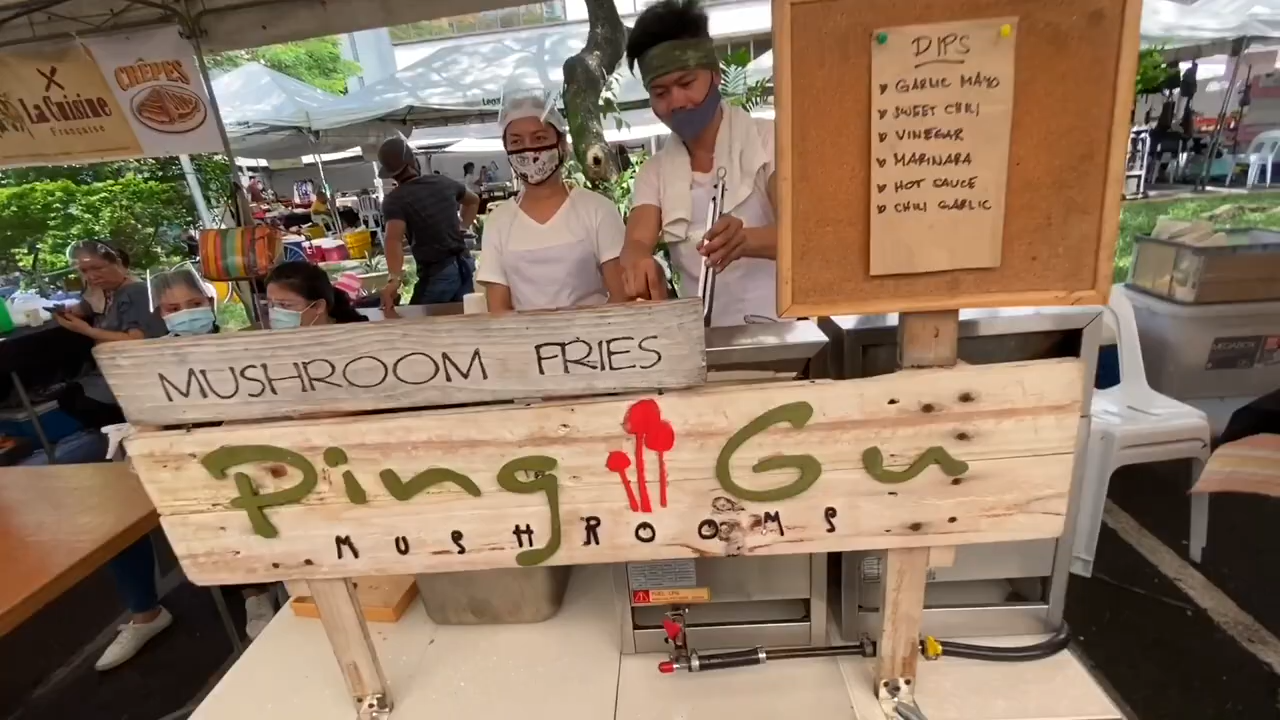 La Cuisine
Française
CRÊPES
DIPS
GARLIC MAYO
SWEET CHILI
VINEGAR
MARINARA
HOT SAUCE
CHILI GARLIC
MUSHROOM FRIES
Ping Gu
MUSHROOMS
MEGABOX